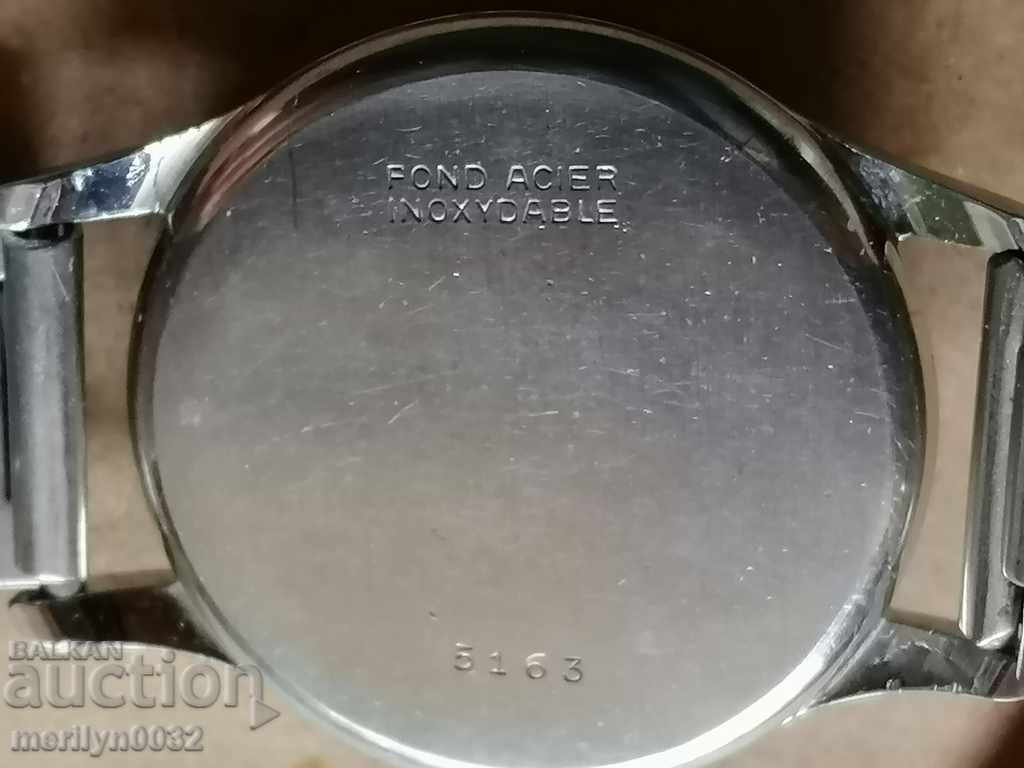 FOND ACIER
INOXYDABLE
5163
BALKAN
auction
merilyn0032